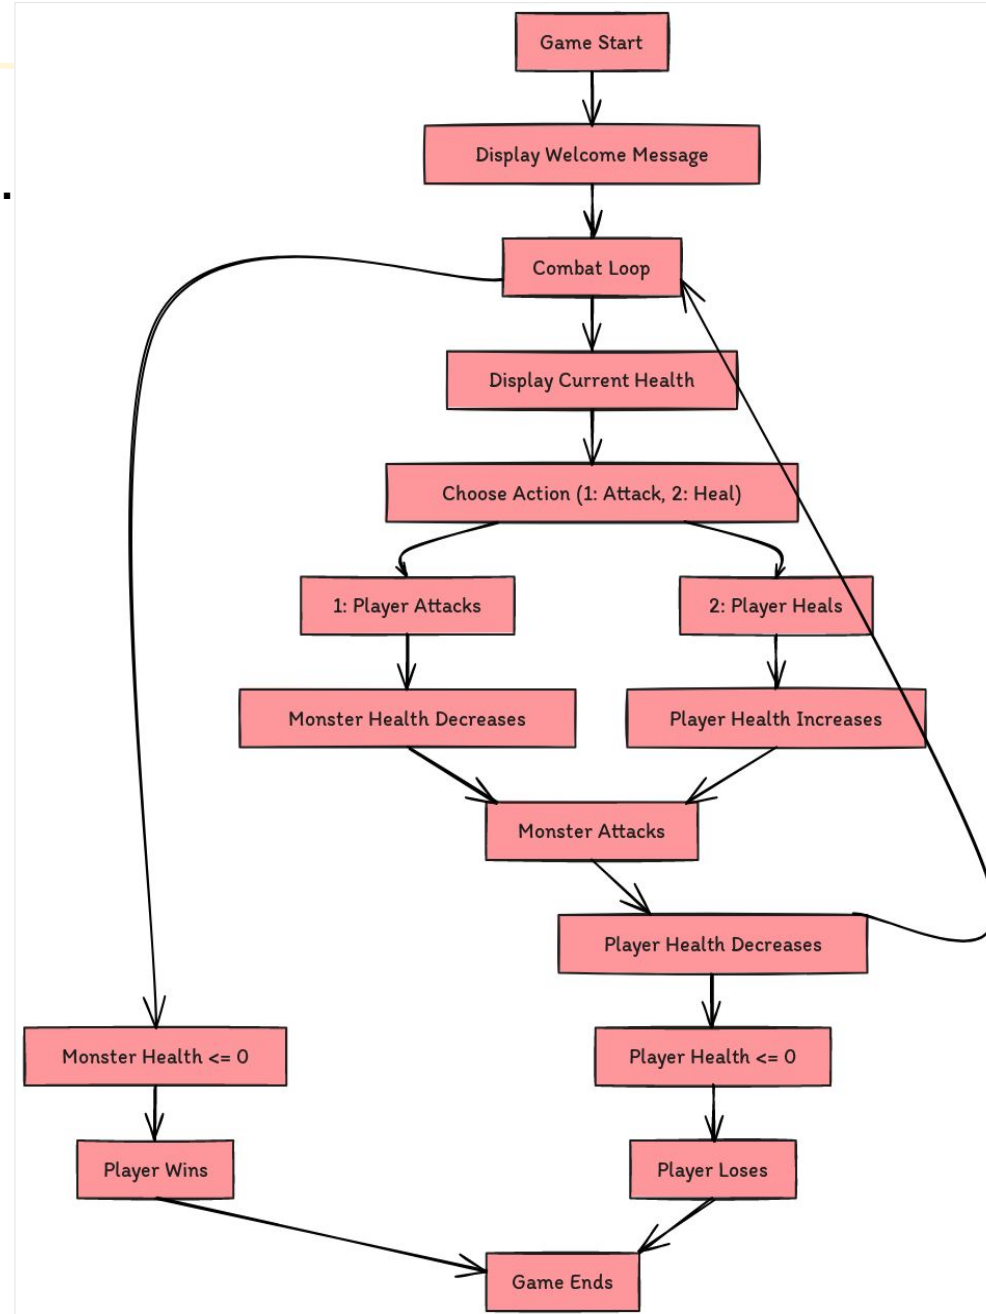 Game Start
Display Welcome Message
.
Combat Loop
Display Current Health
Choose Action (1: Attack, 2: Heal)
1: Player Attacks
2: Player Heals
Monster Health Decreases
Player Health Increases
Monster Attacks
Player Health Decreases
Monster Health <= 0
Player Health <= 0
Player Wins
Player Loses
Game Ends